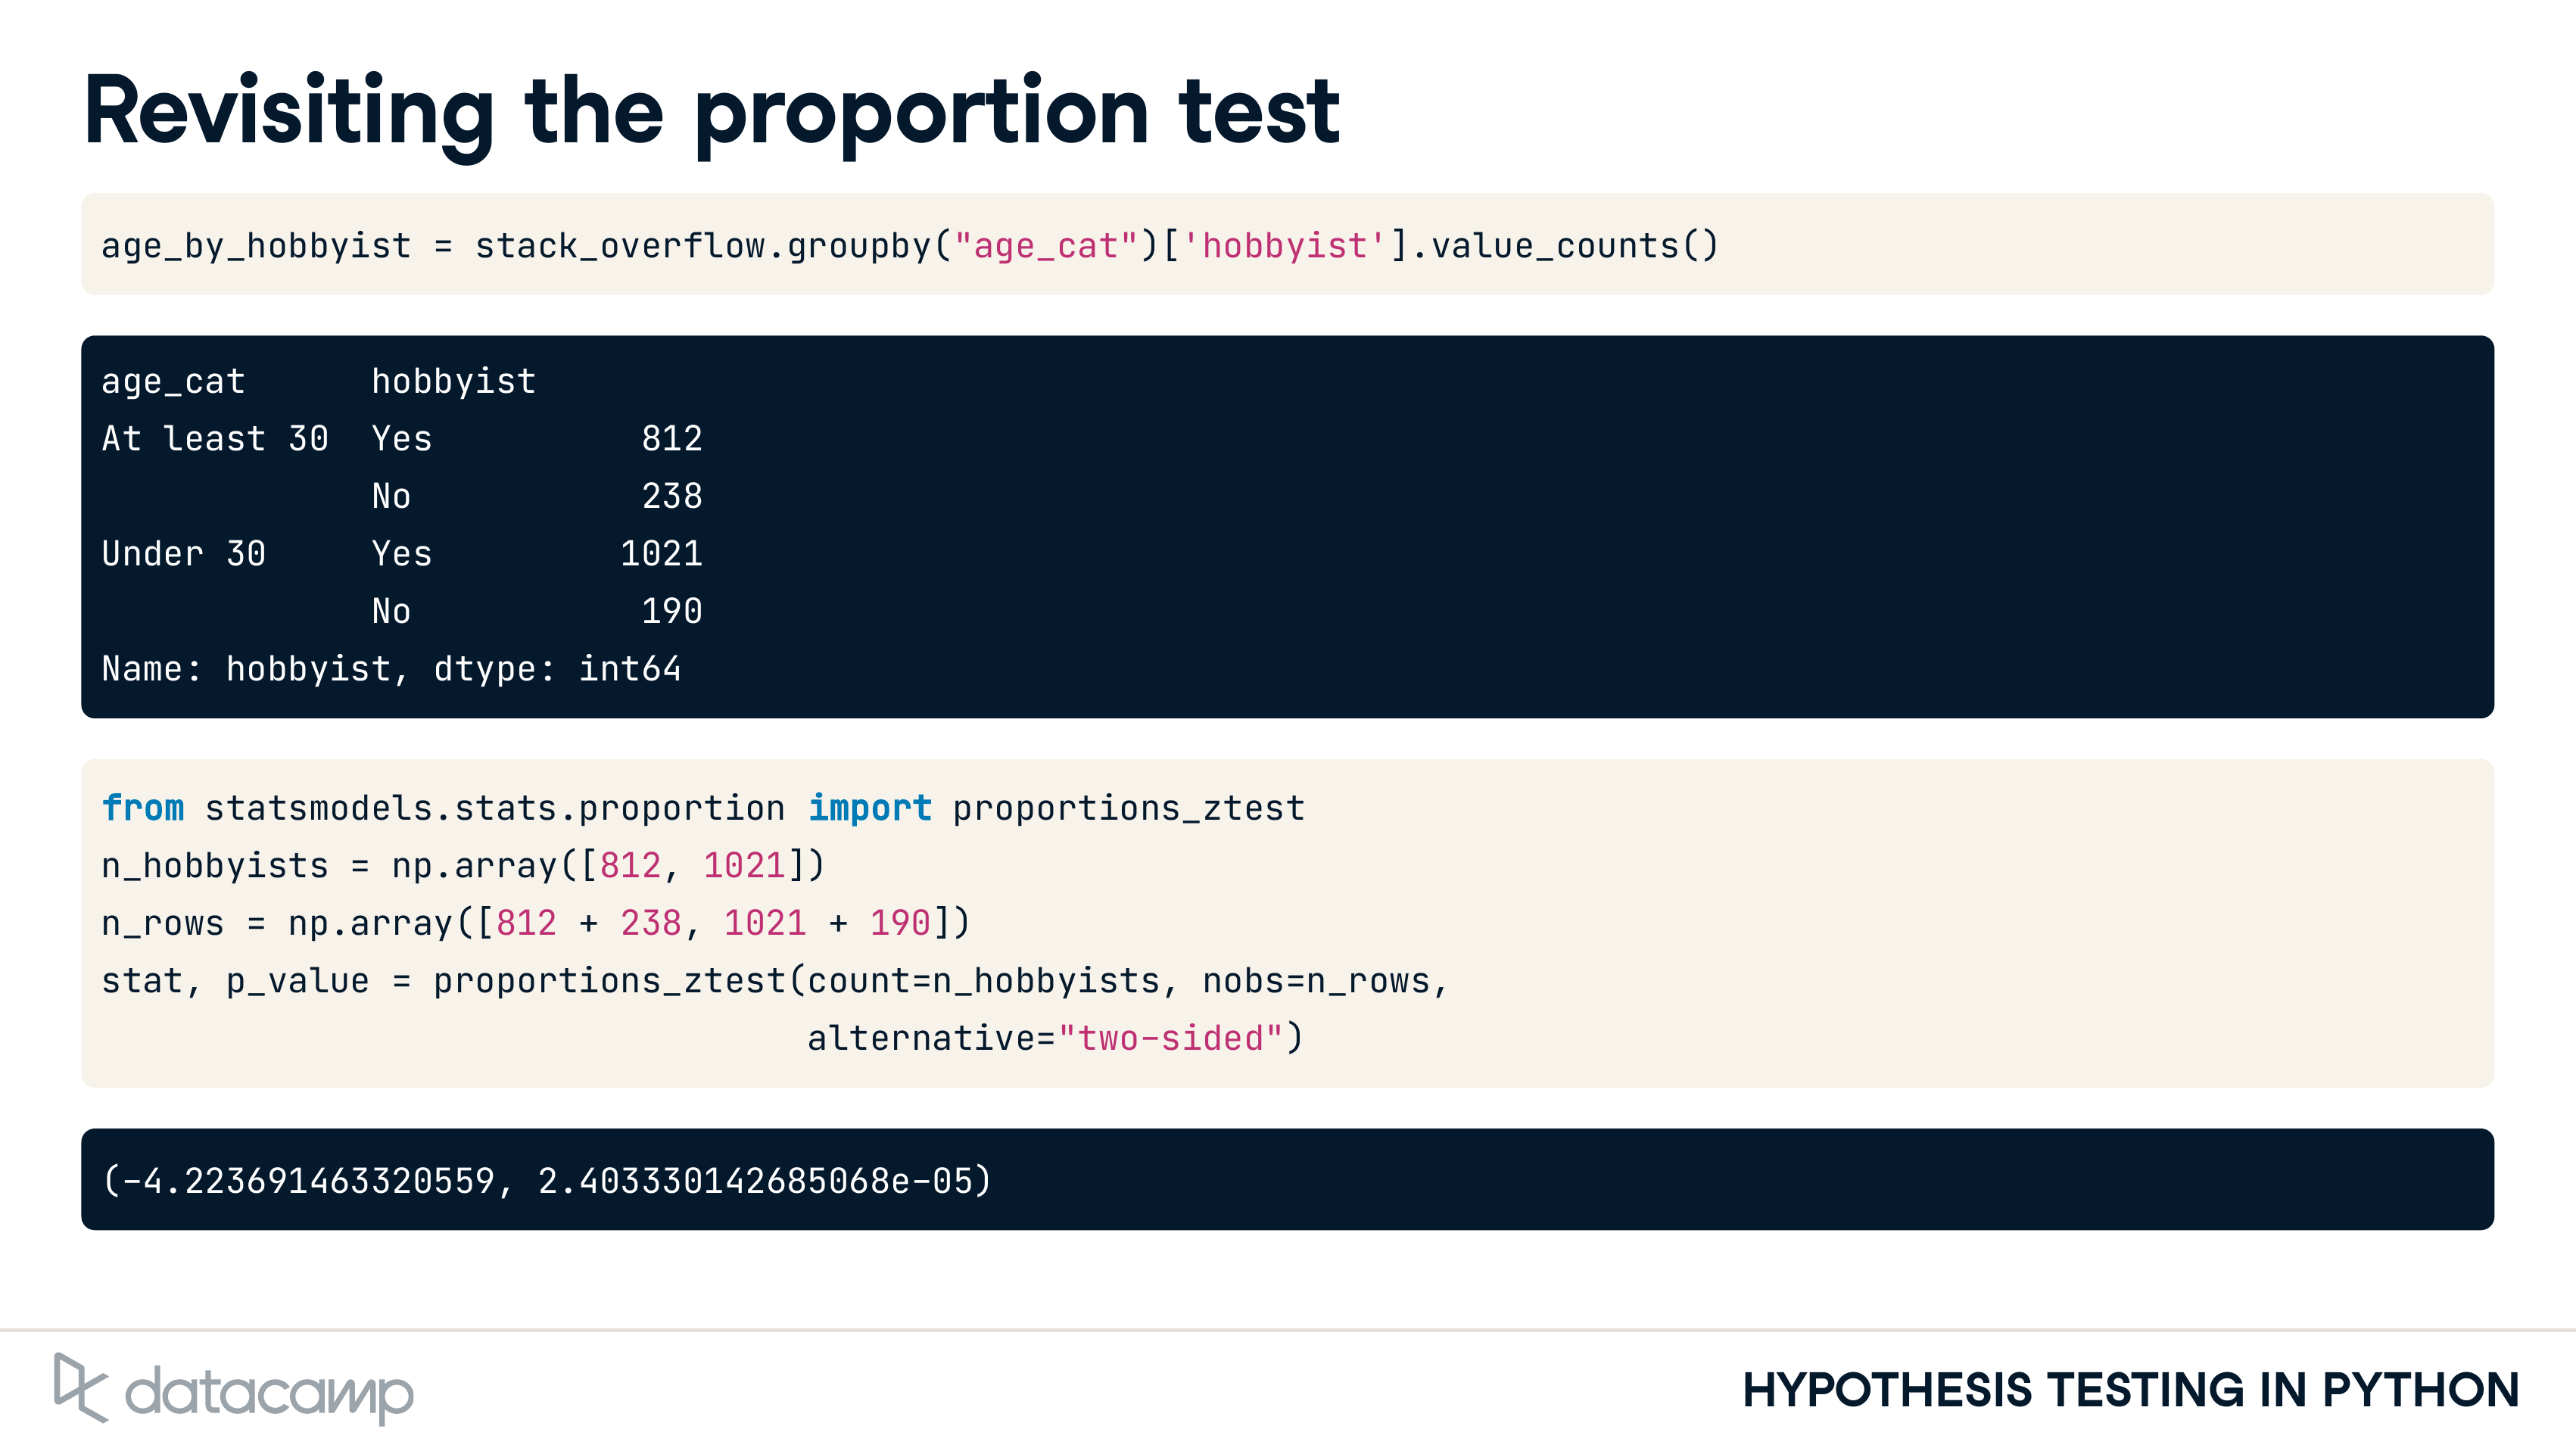 Revisiting the proportion test
age_by_hobbyist = stack_overflow.groupby("age_cat")['hobbyist'].value_counts()
age_cat      hobbyist
At least 30  Yes          812
             No           238
Under 30     Yes         1021
             No           190
Name: hobbyist, dtype: int64
from statsmodels.stats.proportion import proportions_ztest
n_hobbyists = np.array([812, 1021])
n_rows = np.array([812 + 238, 1021 + 190])
stat, p_value = proportions_ztest(count=n_hobbyists, nobs=n_rows,
                                  alternative="two-sided")
(-4.223691463320559, 2.403330142685068e-05)
datacamp
HYPOTHESIS TESTING IN PYTHON